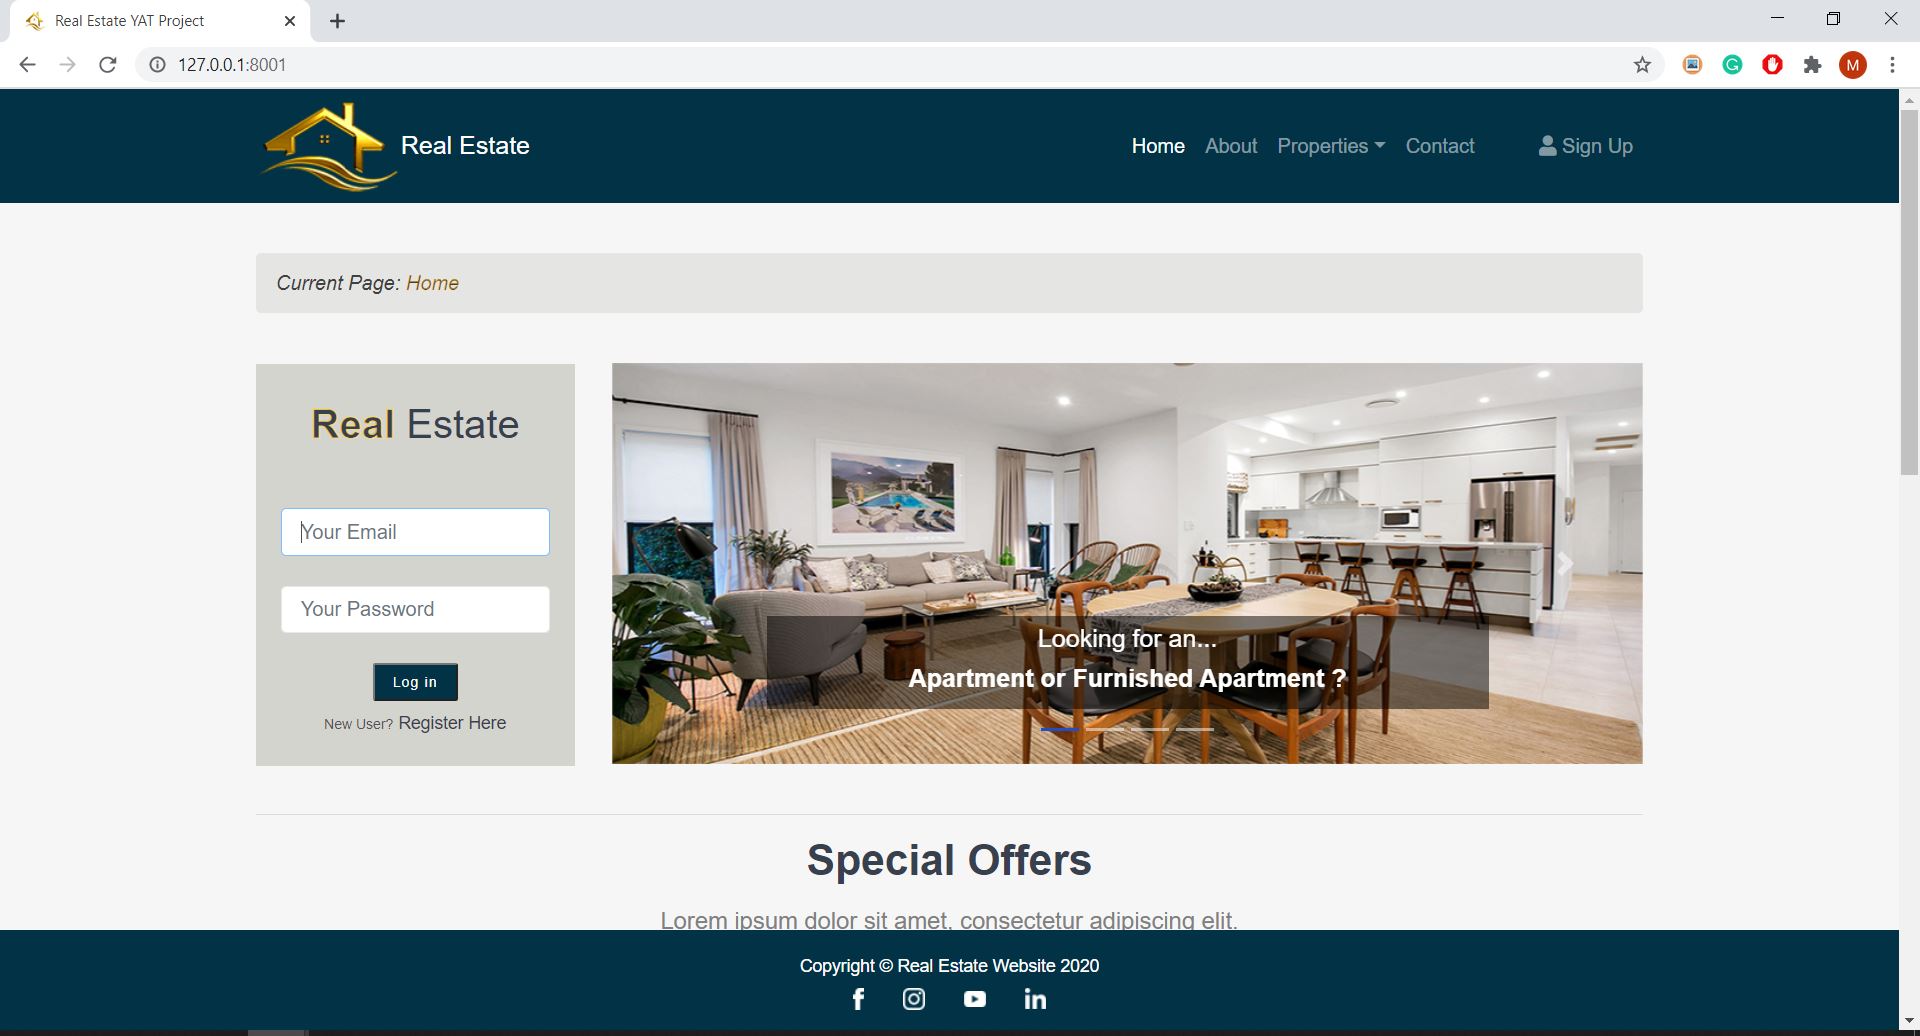 Real Estate YAT Project
127.0.0.1:8001
M
Real Estate
Home About Properties Contact Sign Up
Current Page: Home
Real Estate
Your Email
Your Password
Log in
New User? Register Here
Looking for an...
Apartment or Furnished Apartment ?
Special Offers
Lorem ipsum dolor sit amet, consectetur adipiscing elit.
Copyright © Real Estate Website 2020